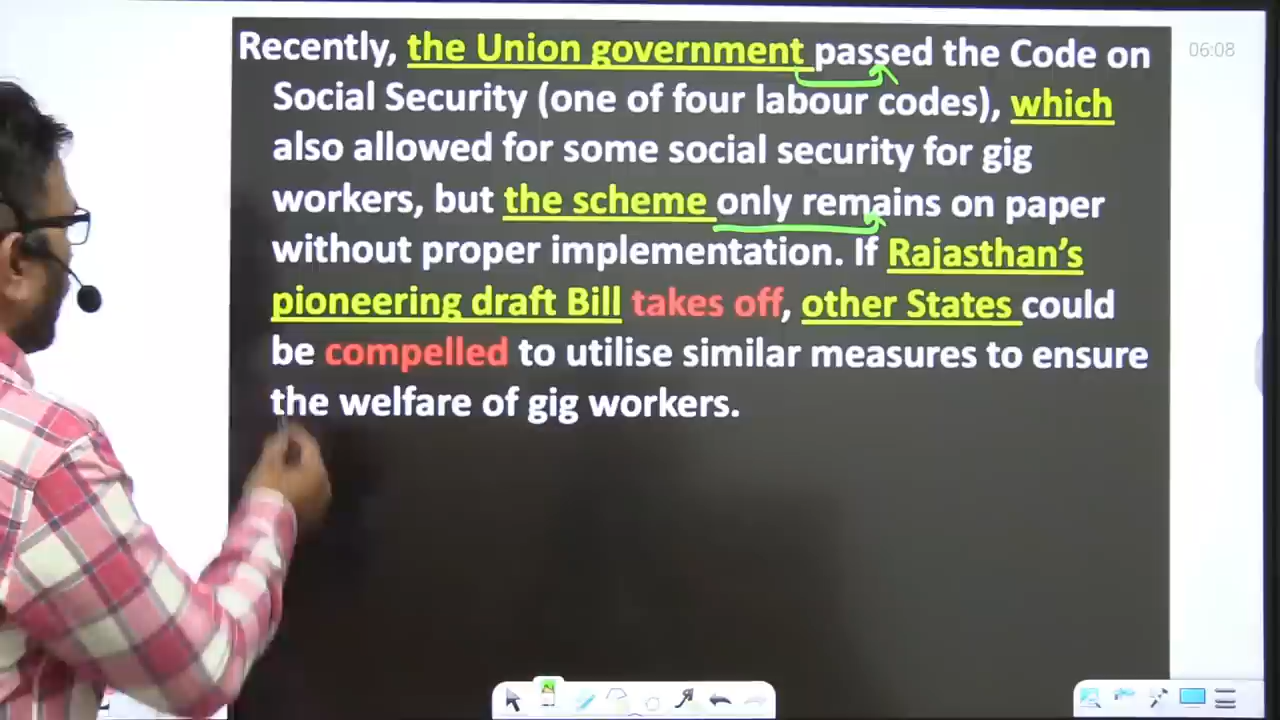 Recently, the Union government passed the Code on
06:08
Social Security (one of four labour codes), which
also allowed for some social security for gig
workers, but the scheme only remains on paper
without proper implementation. If Rajasthan's
pioneering draft Bill takes off, other States could
be compelled to utilise similar measures to ensure
the welfare of gig workers.